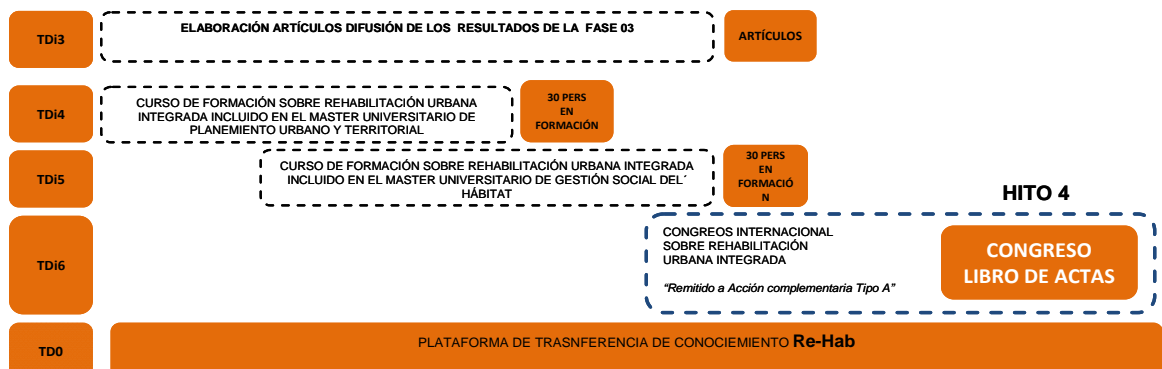 TDi3
ELABORACIÓN ARTÍCULOS DIFUSIÓN DE LOS RESULTADOS DE LA FASE 03
ARTÍCULOS
TDi4
CURSO DE FORMACIÓN SOBRE REHABILITACIÓN URBANA
INTEGRADA INCLUIDO EN EL MASTER UNIVERSITARIO DE
PLANEMIENTO URBANO Y TERRITORIAL
30 PERS
EN
FORMACIÓN
TDi5
CURSO DE FORMACIÓN SOBRE REHABILITACIÓN URBANA INTEGRADA
INCLUIDO EN EL MASTER UNIVERSITARIO DE GESTIÓN SOCIAL DEL´
HÁBITAT
30 PERS
EN
FORMACIÓ
N
HITO 4
TDi6
CONGREOS INTERNACIONAL
SOBRE REHABILITACIÓN
URBANA INTEGRADA
“Remitido a Acción complementaria Tipo A”
CONGRESO
LIBRO DE ACTAS
TD0
PLATAFORMA DE TRASNFERENCIA DE CONOCIEMIENTO Re-Hab